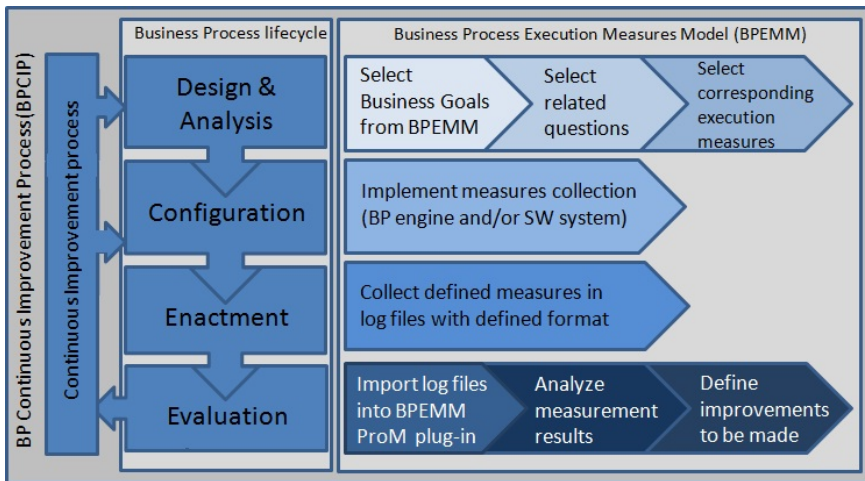 BP Continuous Improvement Process(BPCIP)
Continuous Improvement process
Business Process lifecycle
Design &
Analysis
Configuration
Enactment
Evaluation
Business Process Execution Measures Model (BPEMM)
Select
Business Goals
from BPEMM
Select
related
questions
Select
corresponding
execution
measures
Implement measures collection
(BP engine and/or SW system)
Collect defined measures in
log files with defined format
Import log files
into BPEMM
ProM plug-in
Analyze
measurement
results
Define
improvements
to be made